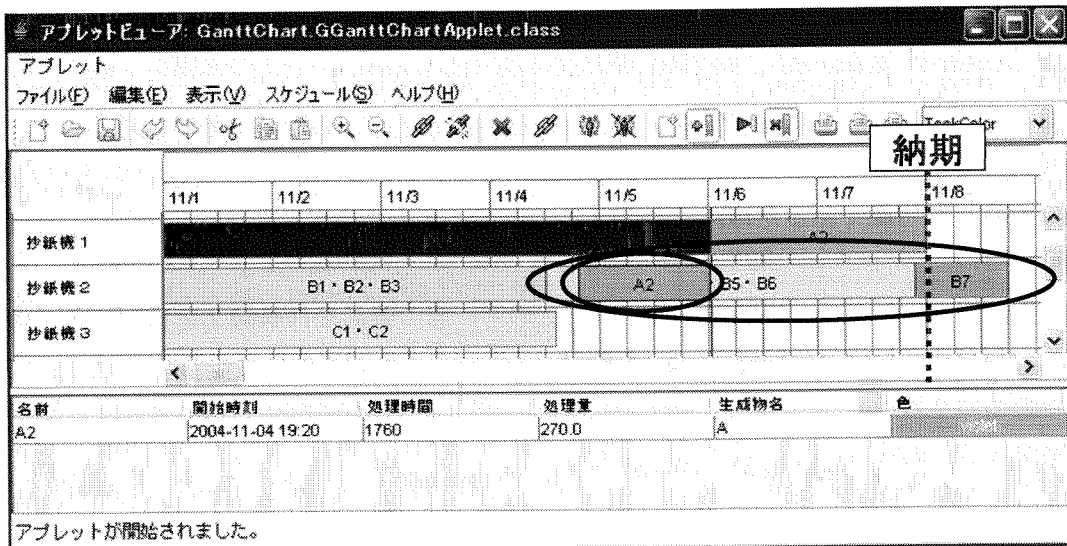 アプレットビューア: GanttChart.GGanttChartApplet.class
アプレット
ファイル(F) 編集(E) 表示(V) スケジュール(S) ヘルプ(H)
納期
11/1 11/2 11/3 11/4 11/5 11/6 11/7 11/8
抄紙機 1
抄紙機 2 B1・B2・B3 A2 B5・B6 B7
抄紙機 3 C1・C2
名前 開始時刻 処理時間 処理量 生成物名 色
A2 2004-11-04 19:20 1760 270.0 A violet
アプレットが開始されました。